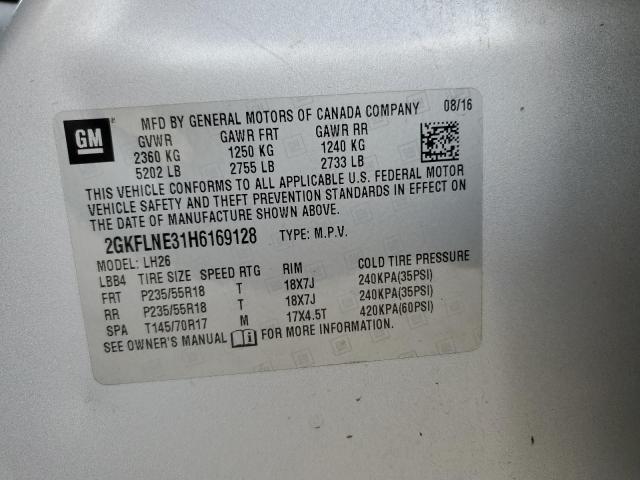 GM
MFD BY GENERAL MOTORS OF CANADA COMPANY 08/16
GVWR GAWR FRT GAWR RR
2360 KG 1250 KG 1240 KG
5202 LB 2755 LB 2733 LB
THIS VEHICLE CONFORMS TO ALL APPLICABLE U.S. FEDERAL MOTOR
VEHICLE SAFETY AND THEFT PREVENTION STANDARDS IN EFFECT ON
THE DATE OF MANUFACTURE SHOWN ABOVE.
2GKFLNE31H6169128 TYPE: M.P.V.
MODEL: LH26
LBB4 TIRE SIZE SPEED RTG RIM COLD TIRE PRESSURE
FRT P235/55R18 T 18X7J 240KPA(35PSI)
RR P235/55R18 T 18X7J 240KPA(35PSI)
SPA T145/70R17 M 17X4.5T 420KPA(60PSI)
SEE OWNER'S MANUAL FOR MORE INFORMATION.